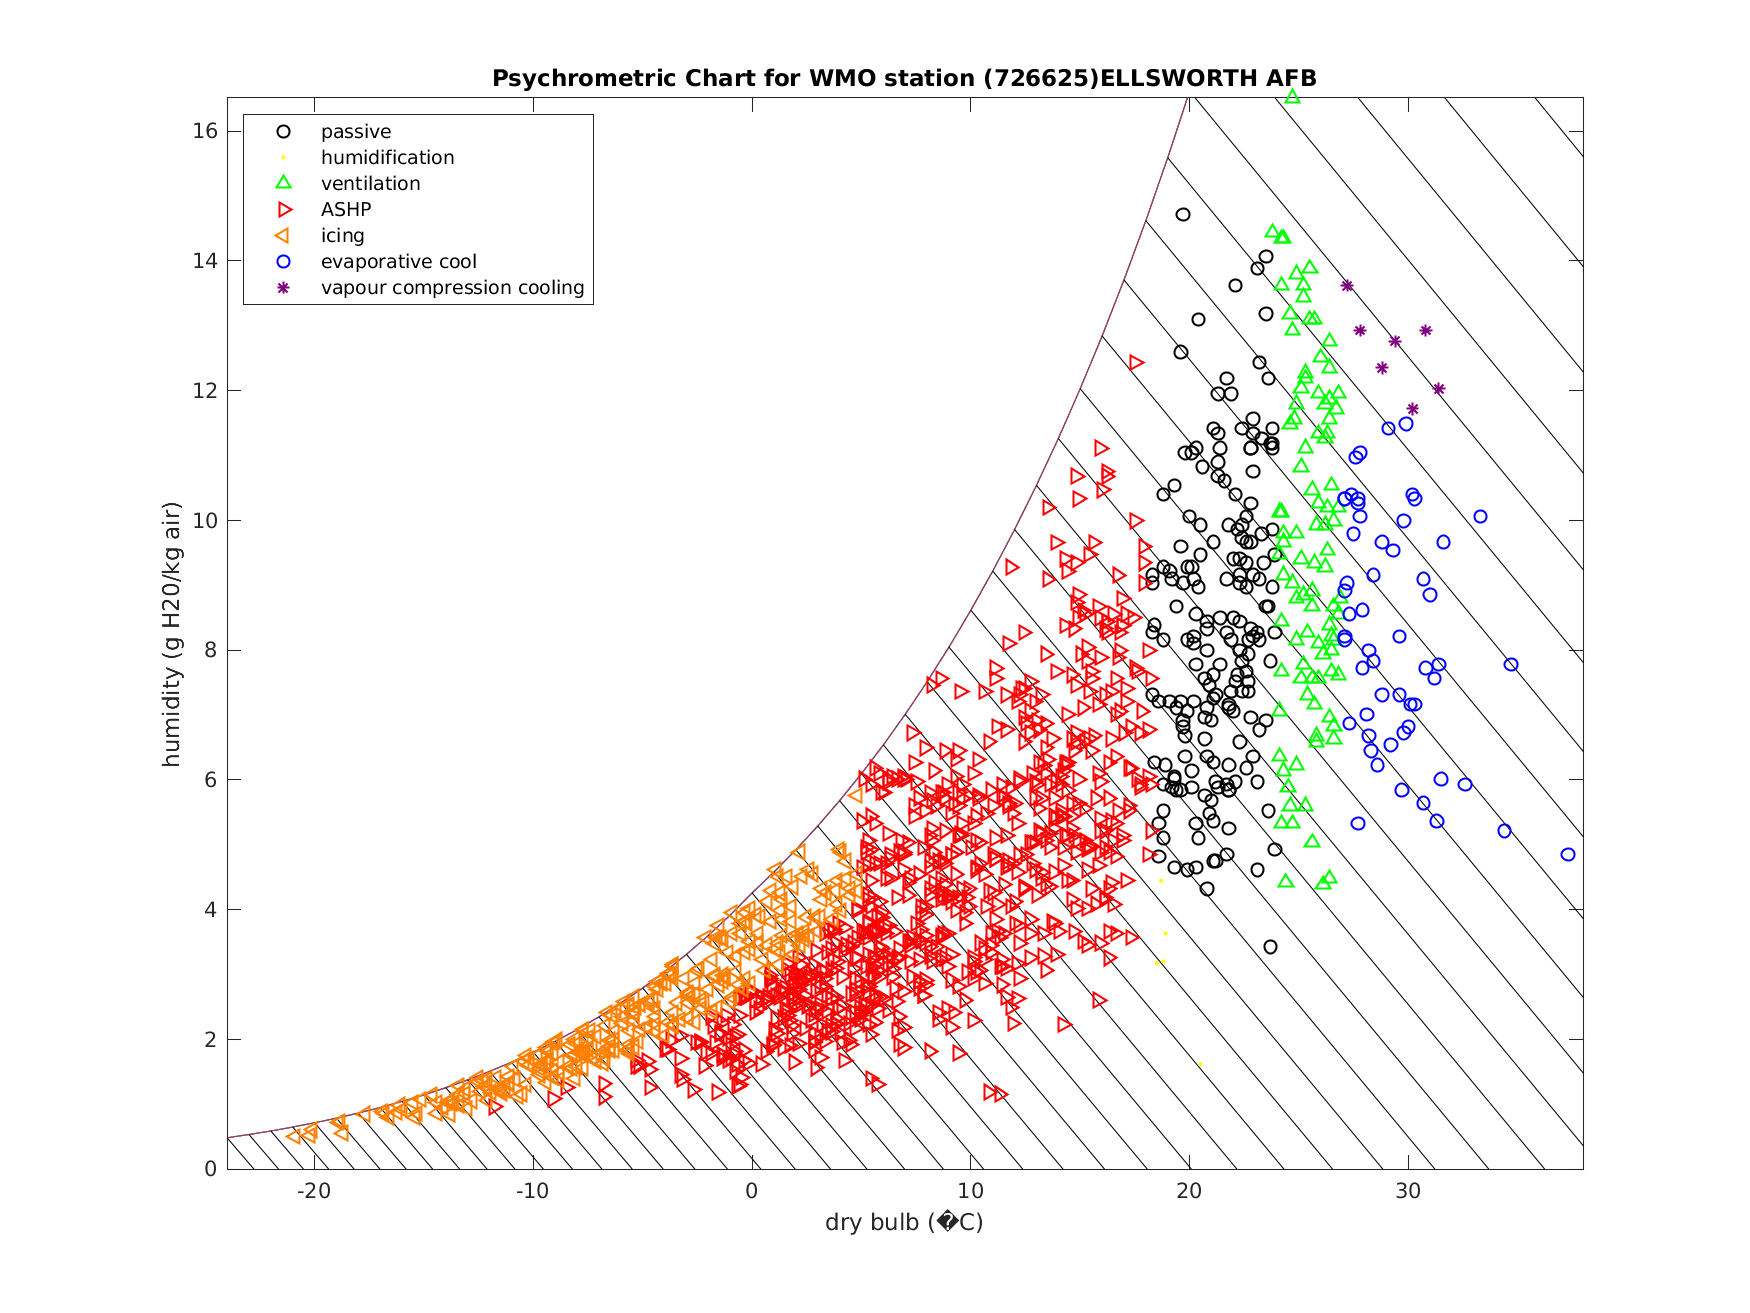 Psychrometric Chart for WMO station (726625)ELLSWORTH AFB
passive
humidification
ventilation
ASHP
icing
evaporative cool
vapour compression cooling
humidity (g H20/kg air)
16
14
12
10
8
6
4
2
0
-20 -10 0 10 20 30
dry bulb (�C)